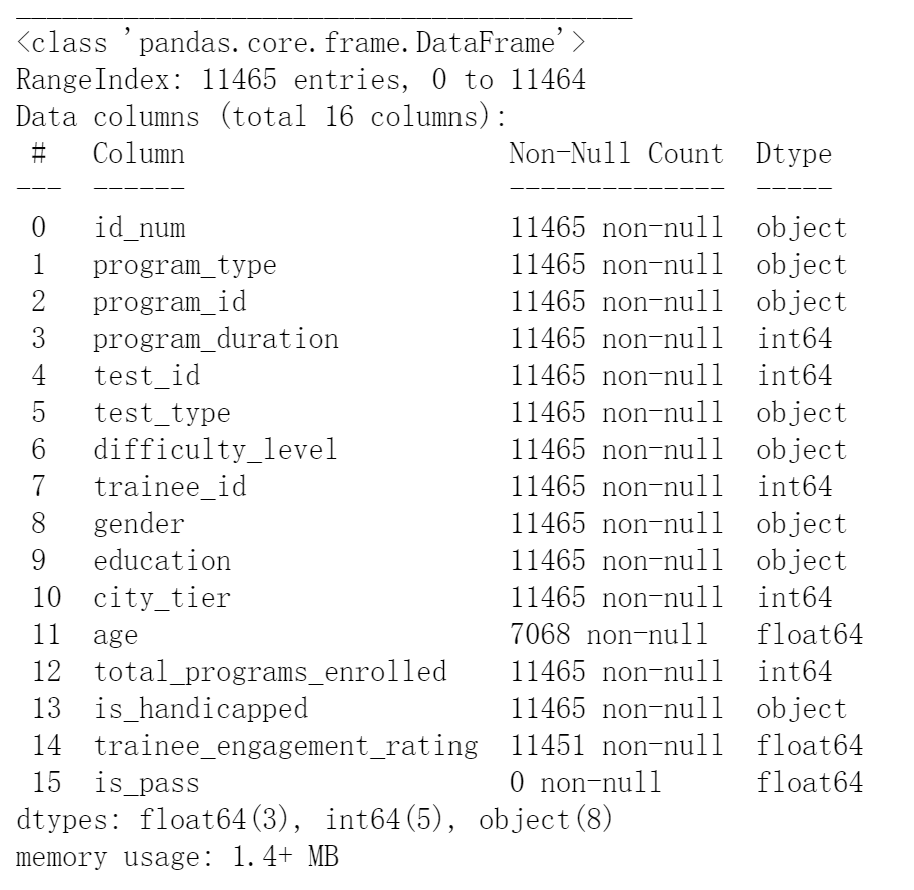 ________________________________________
<class 'pandas.core.frame.DataFrame'>
RangeIndex: 11465 entries, 0 to 11464
Data columns (total 16 columns):
 #   Column                     Non-Null Count  Dtype
---  ------                     --------------  -----
 0   id_num                     11465 non-null  object
 1   program_type               11465 non-null  object
 2   program_id                 11465 non-null  object
 3   program_duration           11465 non-null  int64
 4   test_id                    11465 non-null  int64
 5   test_type                  11465 non-null  object
 6   difficulty_level           11465 non-null  object
 7   trainee_id                 11465 non-null  int64
 8   gender                     11465 non-null  object
 9   education                  11465 non-null  object
 10  city_tier                  11465 non-null  int64
 11  age                        7068 non-null   float64
 12  total_programs_enrolled    11465 non-null  int64
 13  is_handicapped             11465 non-null  object
 14  trainee_engagement_rating  11451 non-null  float64
 15  is_pass                    0 non-null      float64
dtypes: float64(3), int64(5), object(8)
memory usage: 1.4+ MB